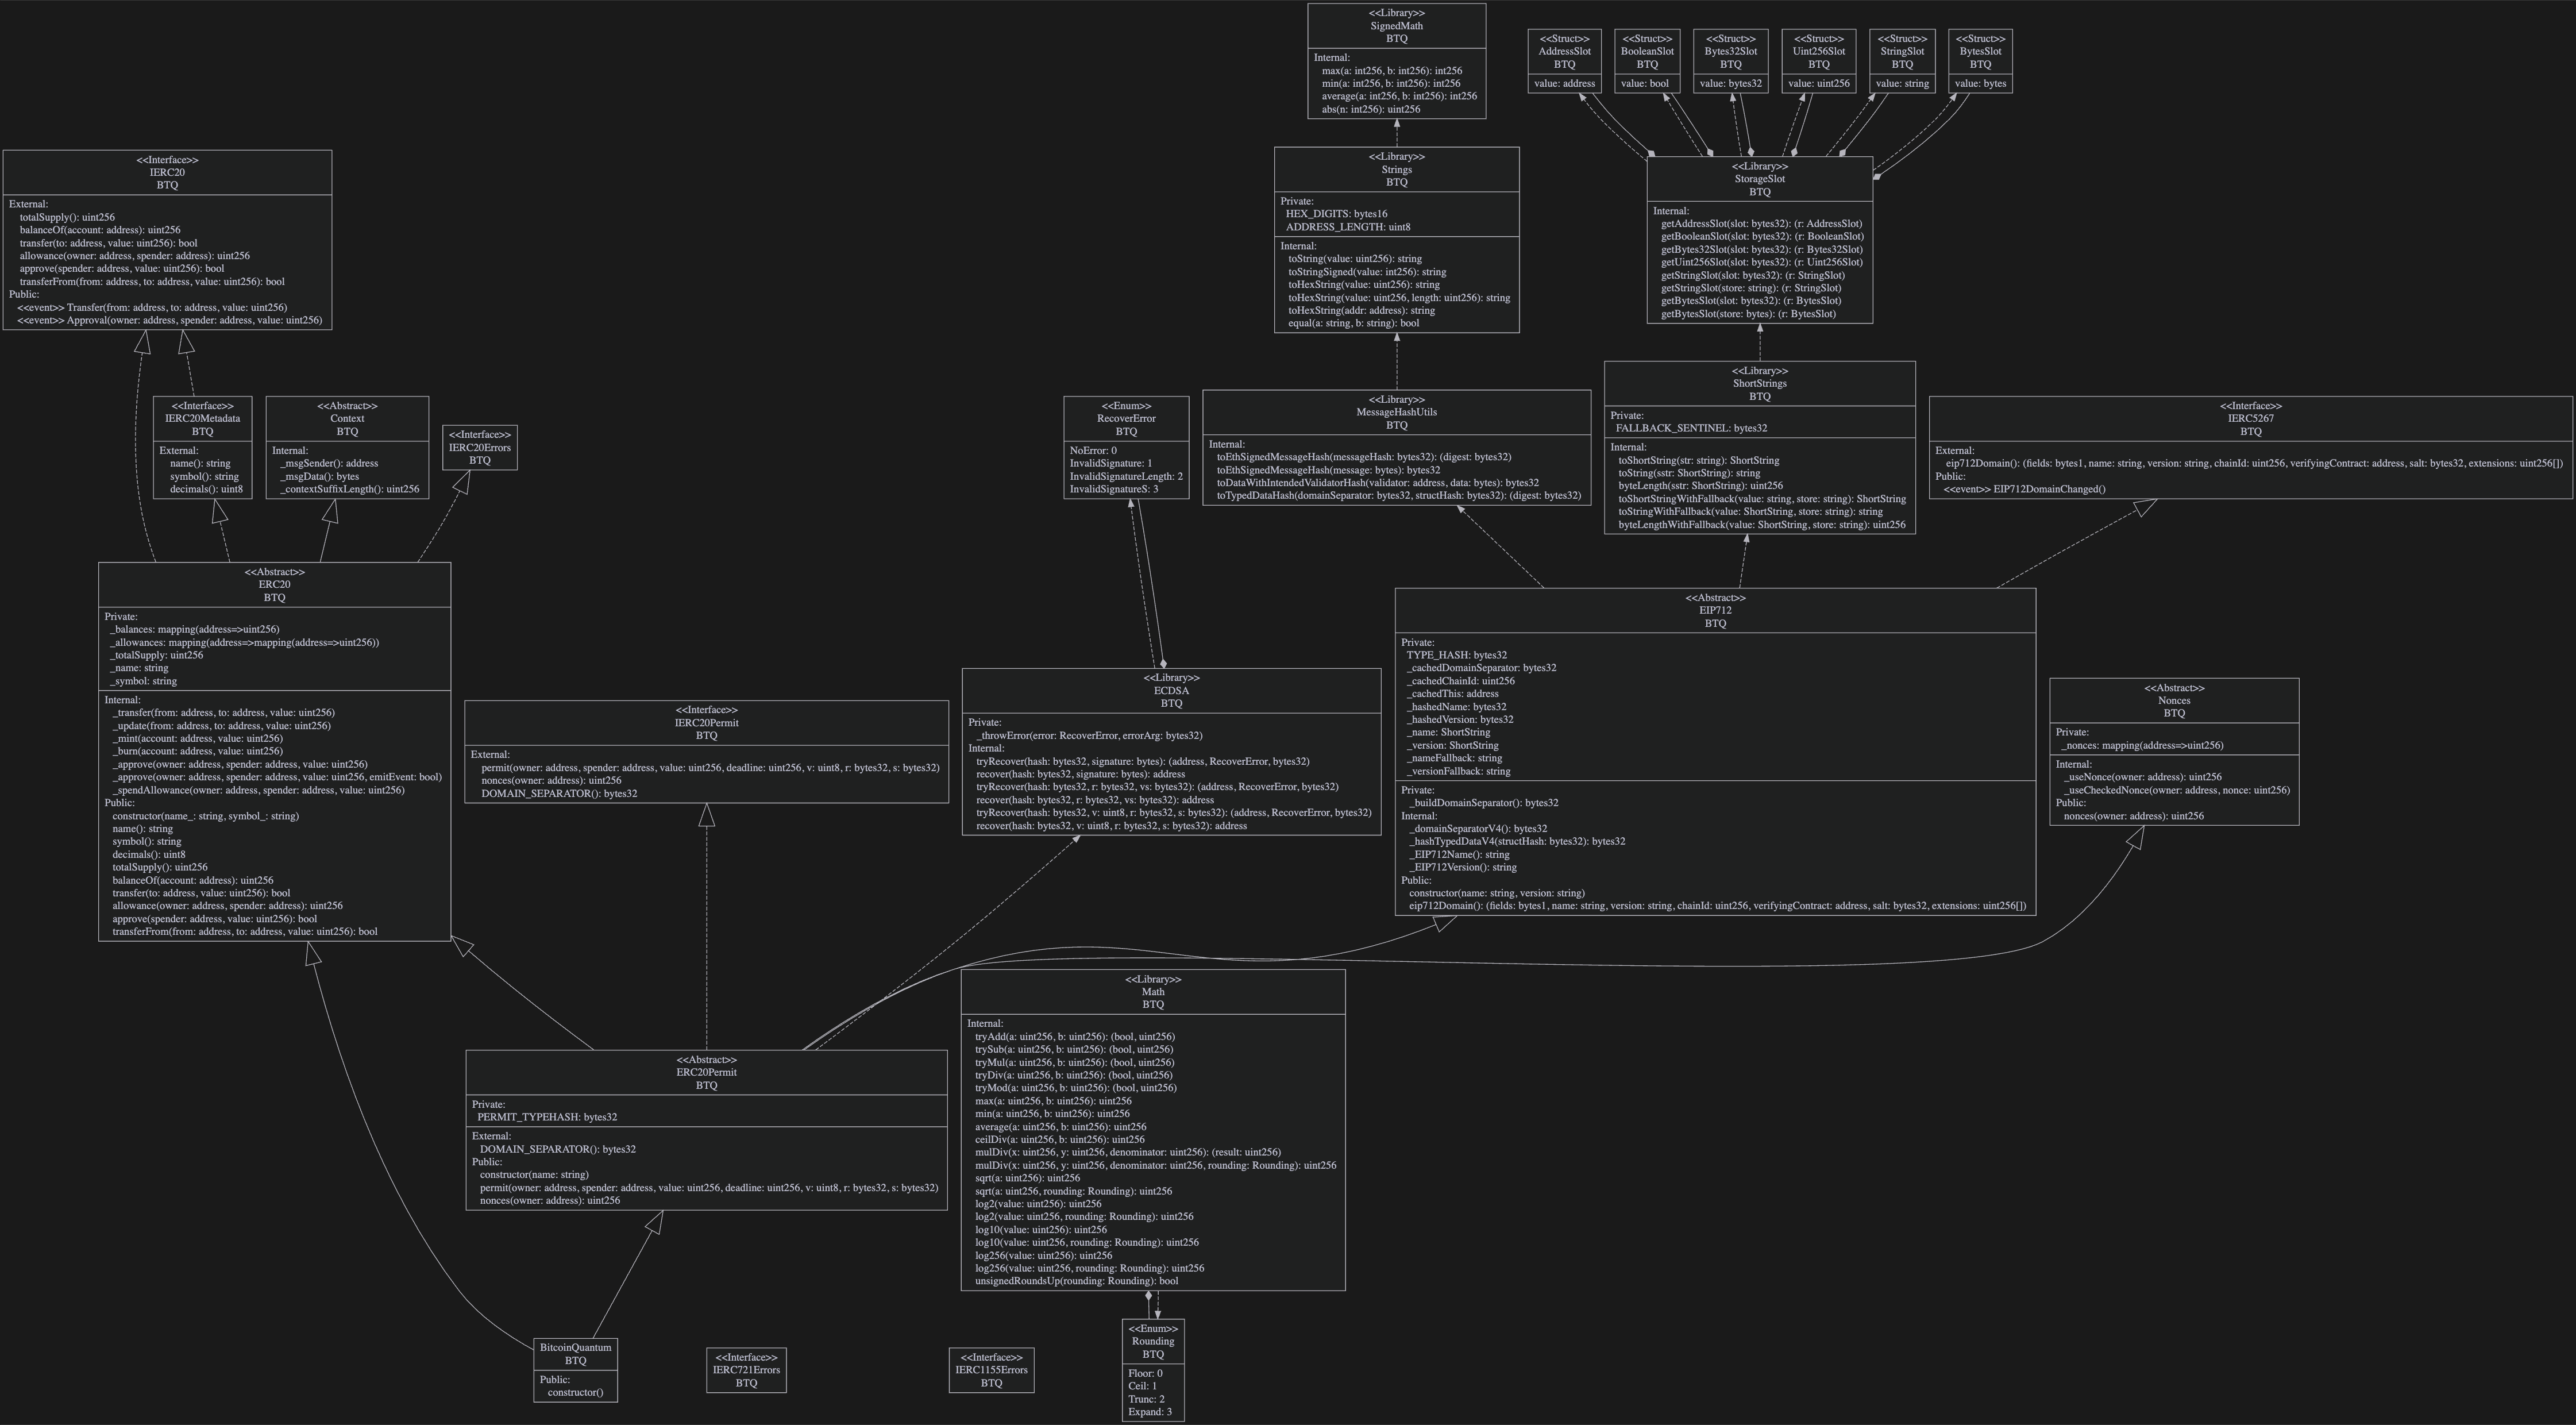 <<Library>>
SignedMath
BTQ
Internal:
max(a: int256, b: int256): int256
min(a: int256, b: int256): int256
average(a: int256, b: int256): int256
abs(n: int256): uint256
<<Struct>>
AddressSlot
BTQ
value: address
<<Struct>>
BooleanSlot
BTQ
value: bool
<<Struct>>
Bytes32Slot
BTQ
value: bytes32
<<Struct>>
Uint256Slot
BTQ
value: uint256
<<Struct>>
StringSlot
BTQ
value: string
<<Struct>>
BytesSlot
BTQ
value: bytes
<<Interface>>
IERC20
BTQ
External:
totalSupply(): uint256
balanceOf(account: address): uint256
transfer(to: address, value: uint256): bool
allowance(owner: address, spender: address): uint256
approve(spender: address, value: uint256): bool
transferFrom(from: address, to: address, value: uint256): bool
Public:
<<event>> Transfer(from: address, to: address, value: uint256)
<<event>> Approval(owner: address, spender: address, value: uint256)
<<Library>>
Strings
BTQ
Private:
HEX_DIGITS: bytes16
ADDRESS_LENGTH: uint8
Internal:
toString(value: uint256): string
toStringSigned(value: int256): string
toHexString(value: uint256): string
toHexString(value: uint256, length: uint256): string
toHexString(addr: address): string
equal(a: string, b: string): bool
<<Library>>
StorageSlot
BTQ
Internal:
getAddressSlot(slot: bytes32): (r: AddressSlot)
getBooleanSlot(slot: bytes32): (r: BooleanSlot)
getBytes32Slot(slot: bytes32): (r: Bytes32Slot)
getUint256Slot(slot: bytes32): (r: Uint256Slot)
getStringSlot(slot: bytes32): (r: StringSlot)
getStringSlot(store: string): (r: StringSlot)
getBytesSlot(slot: bytes32): (r: BytesSlot)
getBytesSlot(store: bytes): (r: BytesSlot)
<<Interface>>
IERC20Metadata
BTQ
External:
name(): string
symbol(): string
decimals(): uint8
<<Abstract>>
Context
BTQ
Internal:
_msgSender(): address
_msgData(): bytes
_contextSuffixLength(): uint256
<<Interface>>
IERC20Errors
BTQ
<<Enum>>
RecoverError
BTQ
NoError: 0
InvalidSignature: 1
InvalidSignatureLength: 2
InvalidSignatureS: 3
<<Library>>
MessageHashUtils
BTQ
Internal:
toEthSignedMessageHash(messageHash: bytes32): (digest: bytes32)
toEthSignedMessageHash(message: bytes): bytes32
toDataWithIntendedValidatorHash(validator: address, data: bytes): bytes32
toTypedDataHash(domainSeparator: bytes32, structHash: bytes32): (digest: bytes32)
<<Library>>
ShortStrings
BTQ
Private:
FALLBACK_SENTINEL: bytes32
Internal:
toShortString(str: string): ShortString
toString(sstr: ShortString): string
byteLength(sstr: ShortString): uint256
toShortStringWithFallback(value: string, store: string): ShortString
toStringWithFallback(value: ShortString, store: string): string
byteLengthWithFallback(value: ShortString, store: string): uint256
<<Interface>>
IERC5267
BTQ
External:
eip712Domain(): (fields: bytes1, name: string, version: string, chainId: uint256, verifyingContract: address, salt: bytes32, extensions: uint256[])
Public:
<<event>> EIP712DomainChanged()
<<Abstract>>
ERC20
BTQ
Private:
_balances: mapping(address=>uint256)
_allowances: mapping(address=>mapping(address=>uint256))
_totalSupply: uint256
_name: string
_symbol: string
Internal:
_transfer(from: address, to: address, value: uint256)
_update(from: address, to: address, value: uint256)
_mint(account: address, value: uint256)
_burn(account: address, value: uint256)
_approve(owner: address, spender: address, value: uint256)
_approve(owner: address, spender: address, value: uint256, emitEvent: bool)
_spendAllowance(owner: address, spender: address, value: uint256)
Public:
constructor(name_: string, symbol_: string)
name(): string
symbol(): string
decimals(): uint8
totalSupply(): uint256
balanceOf(account: address): uint256
transfer(to: address, value: uint256): bool
allowance(owner: address, spender: address): uint256
approve(spender: address, value: uint256): bool
transferFrom(from: address, to: address, value: uint256): bool
<<Interface>>
IERC20Permit
BTQ
External:
permit(owner: address, spender: address, value: uint256, deadline: uint256, v: uint8, r: bytes32, s: bytes32)
nonces(owner: address): uint256
DOMAIN_SEPARATOR(): bytes32
<<Library>>
ECDSA
BTQ
Private:
_throwError(error: RecoverError, errorArg: bytes32)
Internal:
tryRecover(hash: bytes32, signature: bytes): (address, RecoverError, bytes32)
recover(hash: bytes32, signature: bytes): address
tryRecover(hash: bytes32, r: bytes32, vs: bytes32): (address, RecoverError, bytes32)
recover(hash: bytes32, r: bytes32, vs: bytes32): address
tryRecover(hash: bytes32, v: uint8, r: bytes32, s: bytes32): (address, RecoverError, bytes32)
recover(hash: bytes32, v: uint8, r: bytes32, s: bytes32): address
<<Abstract>>
EIP712
BTQ
Private:
TYPE_HASH: bytes32
_cachedDomainSeparator: bytes32
_cachedChainId: uint256
_cachedThis: address
_hashedName: bytes32
_hashedVersion: bytes32
_name: ShortString
_version: ShortString
_nameFallback: string
_versionFallback: string
Private:
_buildDomainSeparator(): bytes32
Internal:
_domainSeparatorV4(): bytes32
_hashTypedDataV4(structHash: bytes32): bytes32
_EIP712Name(): string
_EIP712Version(): string
Public:
constructor(name: string, version: string)
eip712Domain(): (fields: bytes1, name: string, version: string, chainId: uint256, verifyingContract: address, salt: bytes32, extensions: uint256[])
<<Abstract>>
Nonces
BTQ
Private:
_nonces: mapping(address=>uint256)
Internal:
_useNonce(owner: address): uint256
_useCheckedNonce(owner: address, nonce: uint256)
Public:
nonces(owner: address): uint256
<<Abstract>>
ERC20Permit
BTQ
Private:
PERMIT_TYPEHASH: bytes32
External:
DOMAIN_SEPARATOR(): bytes32
Public:
constructor(name: string)
permit(owner: address, spender: address, value: uint256, deadline: uint256, v: uint8, r: bytes32, s: bytes32)
nonces(owner: address): uint256
<<Library>>
Math
BTQ
Internal:
tryAdd(a: uint256, b: uint256): (bool, uint256)
trySub(a: uint256, b: uint256): (bool, uint256)
tryMul(a: uint256, b: uint256): (bool, uint256)
tryDiv(a: uint256, b: uint256): (bool, uint256)
tryMod(a: uint256, b: uint256): (bool, uint256)
max(a: uint256, b: uint256): uint256
min(a: uint256, b: uint256): uint256
average(a: uint256, b: uint256): uint256
ceilDiv(a: uint256, b: uint256): uint256
mulDiv(x: uint256, y: uint256, denominator: uint256): (result: uint256)
mulDiv(x: uint256, y: uint256, denominator: uint256, rounding: Rounding): uint256
sqrt(a: uint256): uint256
sqrt(a: uint256, rounding: Rounding): uint256
log2(value: uint256): uint256
log2(value: uint256, rounding: Rounding): uint256
log10(value: uint256): uint256
log10(value: uint256, rounding: Rounding): uint256
log256(value: uint256): uint256
log256(value: uint256, rounding: Rounding): uint256
unsignedRoundsUp(rounding: Rounding): bool
BitcoinQuantum
BTQ
Public:
constructor()
<<Interface>>
IERC721Errors
BTQ
<<Interface>>
IERC1155Errors
BTQ
<<Enum>>
Rounding
BTQ
Floor: 0
Ceil: 1
Trunc: 2
Expand: 3